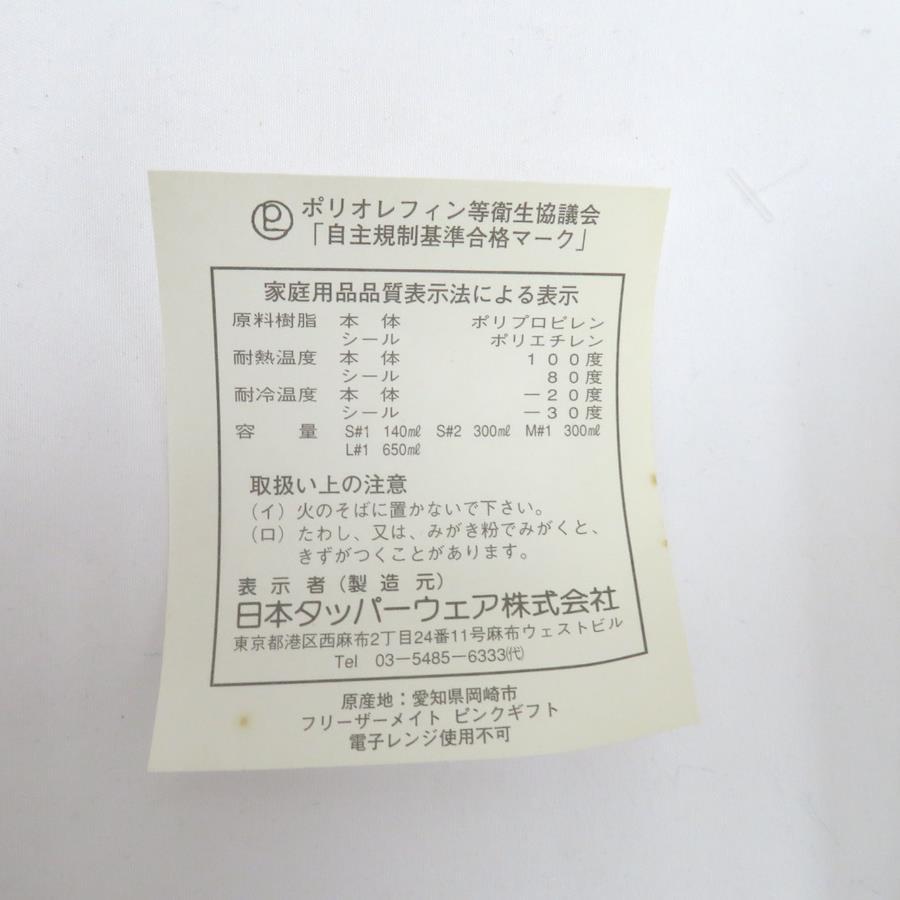 ポリオレフィン等衛生協議会
「自主規制基準合格マーク」
家庭用品品質表示法による表示
原料樹脂 本体 ポリプロピレン
シール ポリエチレン
耐熱温度 本体 100度
シール 80度
耐冷温度 本体 −20度
シール −30度
容量 S#1 140㎖ S#2 300㎖ M#1 300㎖
L#1 650㎖
取扱い上の注意
(イ) 火のそばに置かないで下さい。
(ロ) たわし、又は、みがき粉でみがくと、
きずがつくことがあります。
表示者(製造元)
日本タッパーウェア株式会社
東京都港区西麻布2丁目24番11号麻布ウェストビル
Tel 03−5485−6333㈹
原産地:愛知県岡崎市
フリーザーメイト ピンクギフト
電子レンジ使用不可